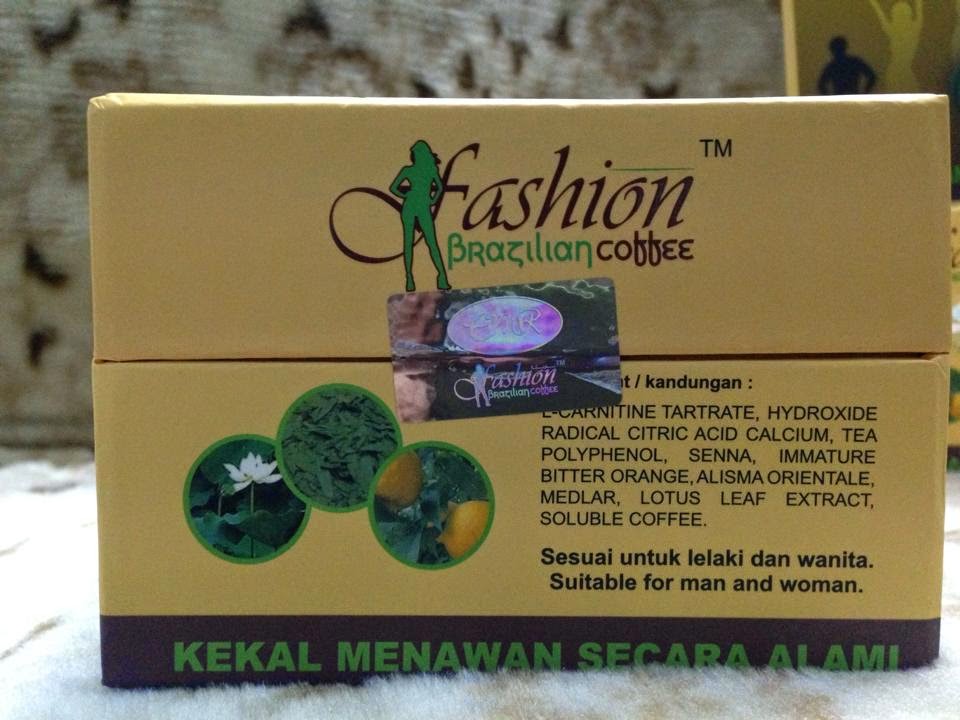 fashion TM
BRazilian coffee
fashion TM
BRazilian coffee
/ kandungan :
L-CARNITINE TARTRATE, HYDROXIDE
RADICAL CITRIC ACID CALCIUM, TEA
POLYPHENOL, SENNA, IMMATURE
BITTER ORANGE, ALISMA ORIENTALE,
MEDLAR, LOTUS LEAF EXTRACT,
SOLUBLE COFFEE.
Sesuai untuk lelaki dan wanita.
Suitable for man and woman.
KEKAL MENAWAN SECARA ALAMI